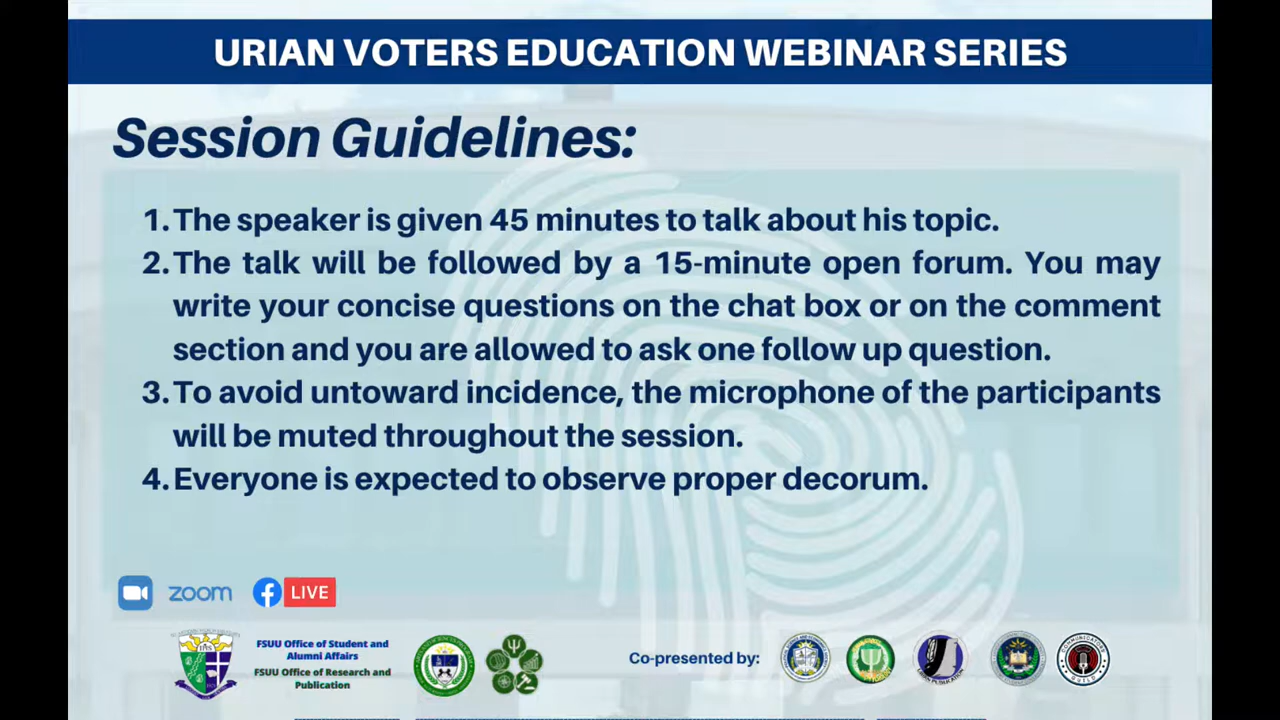 URIAN VOTERS EDUCATION WEBINAR SERIES
Session Guidelines:
1. The speaker is given 45 minutes to talk about his topic.
2. The talk will be followed by a 15-minute open forum. You may
write your concise questions on the chat box or on the comment
section and you are allowed to ask one follow up question.
3. To avoid untoward incidence, the microphone of the participants
will be muted throughout the session.
4. Everyone is expected to observe proper decorum.
zoom
LIVE
FSUU Office of Student and
Alumni Affairs
FSUU Office of Research and
Publication
Co-presented by: